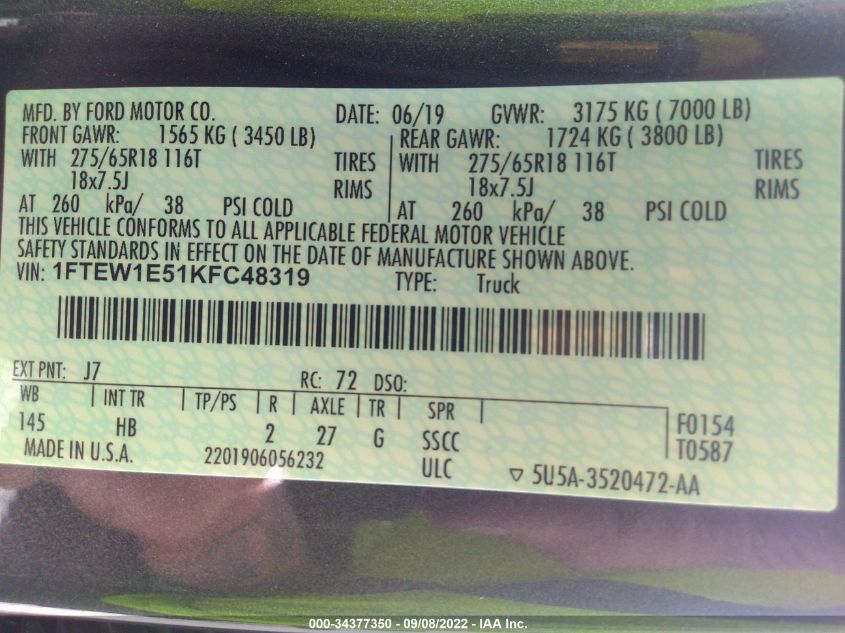 MFD. BY FORD MOTOR CO. DATE: 06/19 GVWR: 3175 KG ( 7000 LB)
FRONT GAWR: 1565 KG ( 3450 LB) REAR GAWR: 1724 KG ( 3800 LB)
WITH 275/65R18 116T TIRES WITH 275/65R18 116T TIRES
18x7.5J RIMS 18x7.5J RIMS
AT 260 kPa/ 38 PSI COLD AT 260 kPa/ 38 PSI COLD
THIS VEHICLE CONFORMS TO ALL APPLICABLE FEDERAL MOTOR VEHICLE
SAFETY STANDARDS IN EFFECT ON THE DATE OF MANUFACTURE SHOWN ABOVE.
VIN: 1FTEW1E51KFC48319 TYPE: Truck
EXT PNT: J7 RC: 72 DSO:
WB INT TR TP/PS R AXLE TR SPR
145 HB 2 27 G SSCC F0154
MADE IN U.S.A. 2201906056232 ULC T0587
▽ 5U5A-3520472-AA
000-34377350 - 09/08/2022 - IAA Inc.